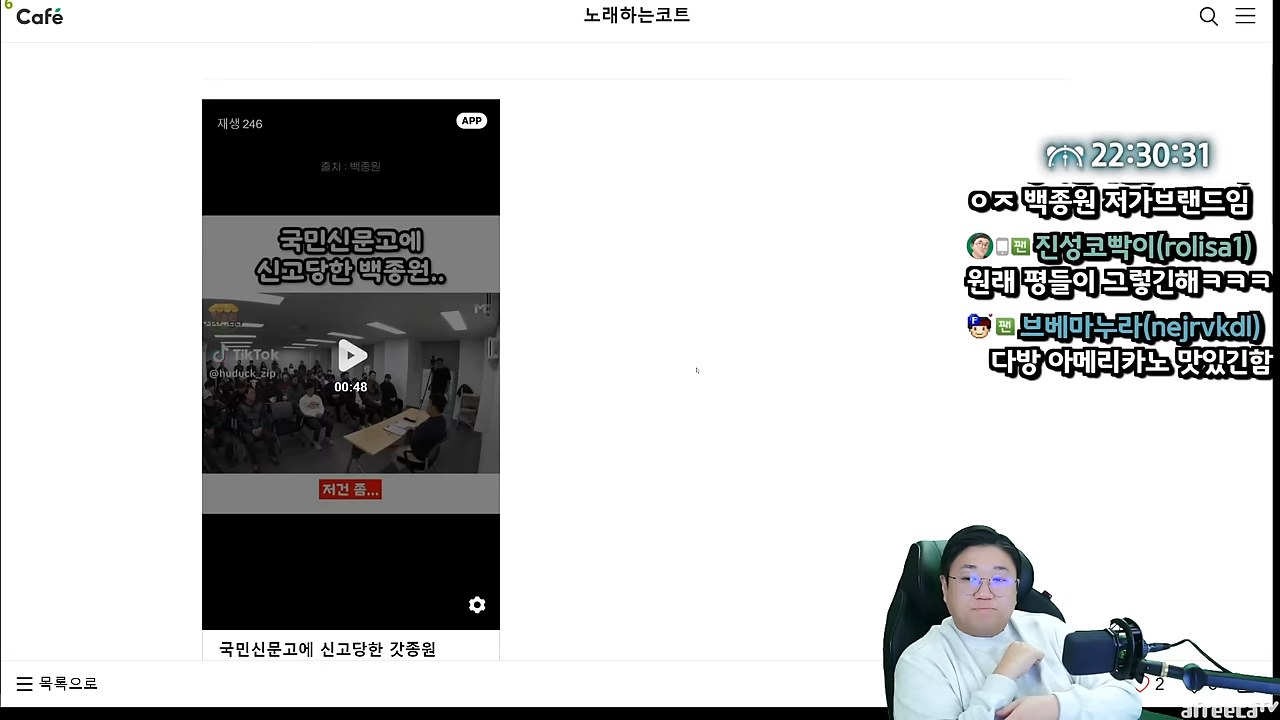 6
Café
노래하는코트
재생 246
APP
출처 : 백종원
국민신문고에
신고당한 백종원..
TikTok
@huduck_zip
00:48
저건 좀...
국민신문고에 신고당한 갓종원
목록으로
22:30:31
ㅇㅈ 백종원 저가브랜드임
팬 진성코빡이(rolisa1)
원래 평들이 그렇긴해ㅋㅋㅋ
팬 브베마누라(nejrvkdl)
다방 아메리카노 맛있긴함
2
afreecaTV